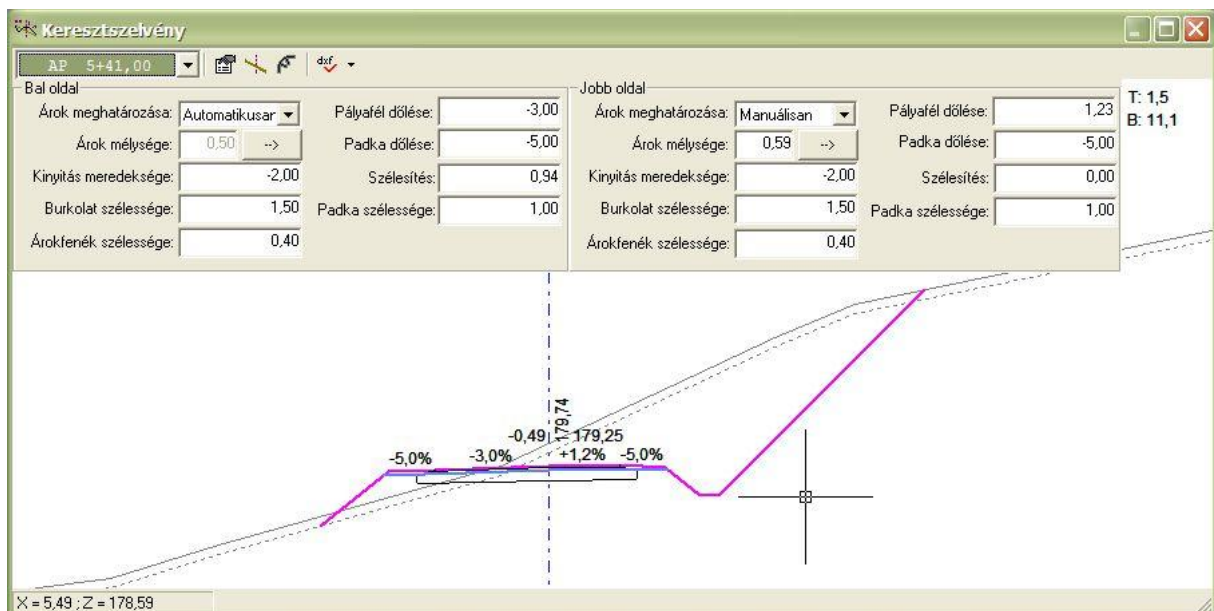 Keresztszelvény
AP 5+41,00
dxf
Bal oldal
Árok meghatározása: Automatikusar
Pályafél dőlése: -3,00
Árok mélysége: 0,50 -->
Padka dőlése: -5,00
Kinyitás meredeksége: -2,00
Szélesítés: 0,94
Burkolat szélessége: 1,50
Padka szélessége: 1,00
Árokfenék szélessége: 0,40
Jobb oldal
Árok meghatározása: Manuálisan
Pályafél dőlése: 1,23
Árok mélysége: 0,59 -->
Padka dőlése: -5,00
Kinyitás meredeksége: -2,00
Szélesítés: 0,00
Burkolat szélessége: 1,50
Padka szélessége: 1,00
Árokfenék szélessége: 0,40
T: 1,5
B: 11,1
179,74
-0,49 179,25
-5,0% -3,0% +1,2% -5,0%
X = 5,49 ; Z = 178,59